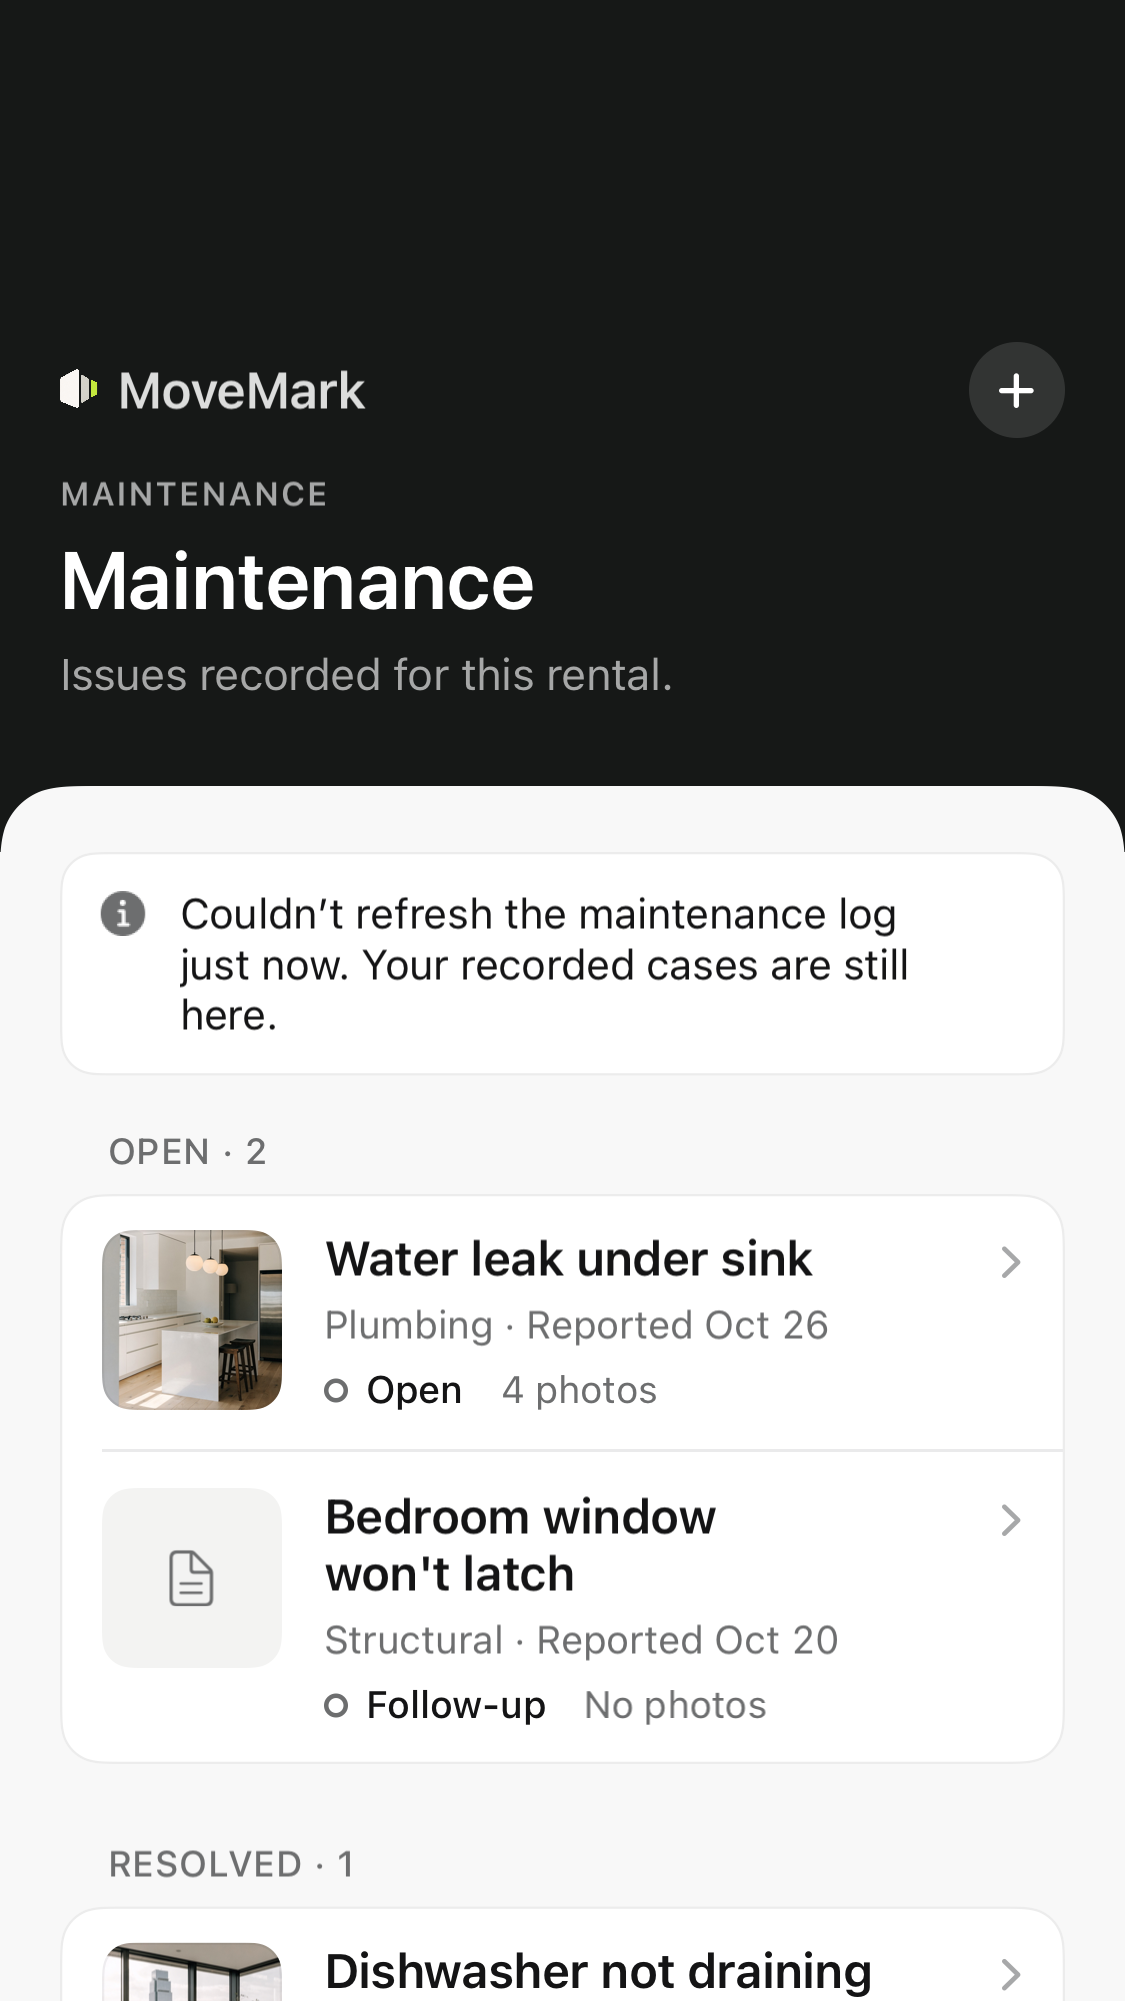 MoveMark
MAINTENANCE
Maintenance
Issues recorded for this rental.
Couldn’t refresh the maintenance log
just now. Your recorded cases are still
here.
OPEN · 2
Water leak under sink
Plumbing · Reported Oct 26
Open 4 photos
Bedroom window
won't latch
Structural · Reported Oct 20
Follow-up No photos
RESOLVED · 1
Dishwasher not draining